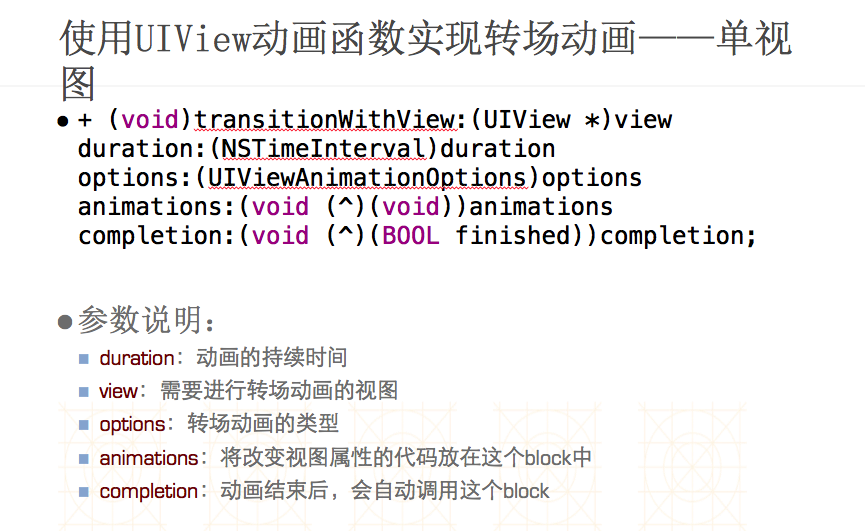 使用UIView动画函数实现转场动画——单视
图
● + (void)transitionWithView:(UIView *)view
duration:(NSTimeInterval)duration
options:(UIViewAnimationOptions)options
animations:(void (^)(void))animations
completion:(void (^)(BOOL finished))completion;
● 参数说明：
■ duration：动画的持续时间
■ view：需要进行转场动画的视图
■ options：转场动画的类型
■ animations：将改变视图属性的代码放在这个block中
■ completion：动画结束后，会自动调用这个block